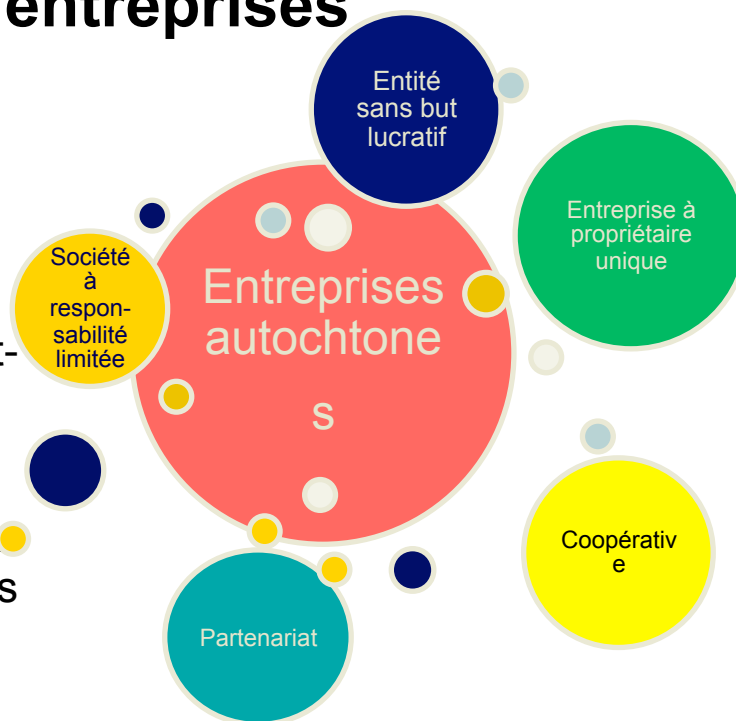 entreprises
Entité
sans but
lucratif
Entreprise à
propriétaire
unique
Société
à
respon-
sabilité
limitée
Entreprises
autochtone
s
t-
s
Coopérativ
e
Partenariat